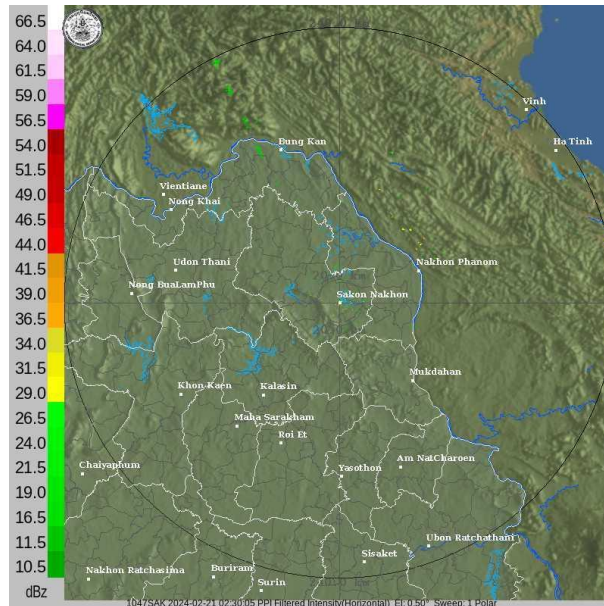 66.5
64.0
61.5
59.0
56.5
54.0
51.5
49.0
46.5
44.0
41.5
39.0
36.5
34.0
31.5
29.0
26.5
24.0
21.5
19.0
16.5
14.0
11.5
10.5
dBz
Vinh
Ha Tinh
Bung Kan
Vientiane
Nong Khai
Udon Thani
Nakhon Phanom
Nong BuaLamPhu
Sakon Nakhon
Mukdahan
Khon Kaen
Kalasin
Maha Sarakham
Roi Et
Chaiyaphum
Yasothon
Am NatCharoen
Ubon Ratchathani
Sisaket
Nakhon Ratchasima
Buriram
Surin
1047SAK 2024-02-21 02:30:05 PPI Filtered Intensity(Horizontal) El: 0.50° Sweep: 1 Polar